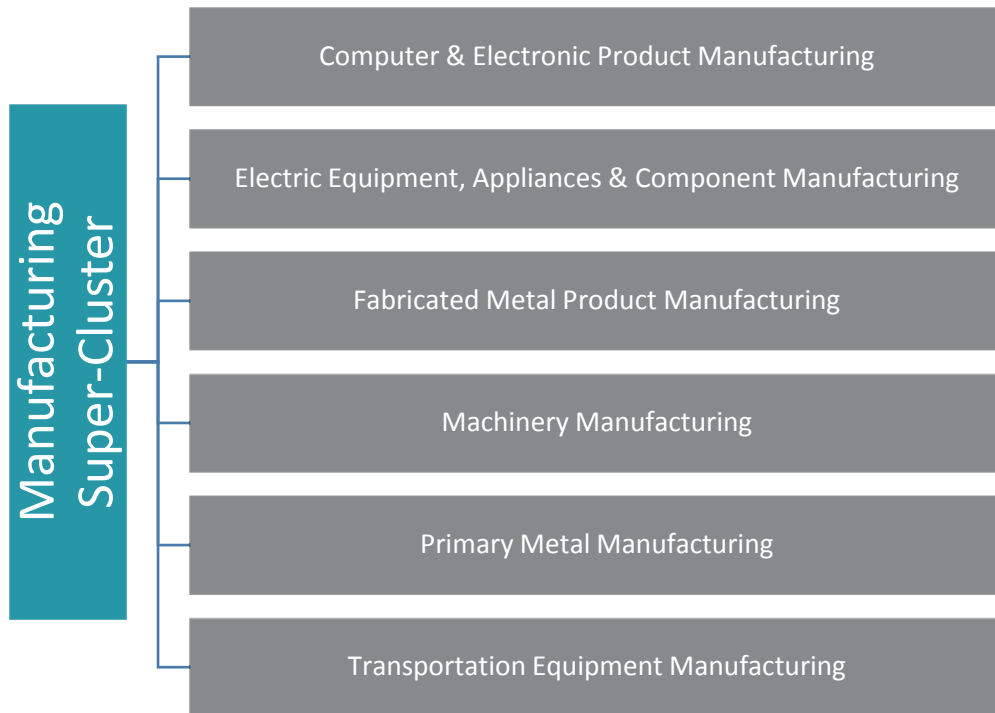 Manufacturing
Super-Cluster
Computer & Electronic Product Manufacturing
Electric Equipment, Appliances & Component Manufacturing
Fabricated Metal Product Manufacturing
Machinery Manufacturing
Primary Metal Manufacturing
Transportation Equipment Manufacturing